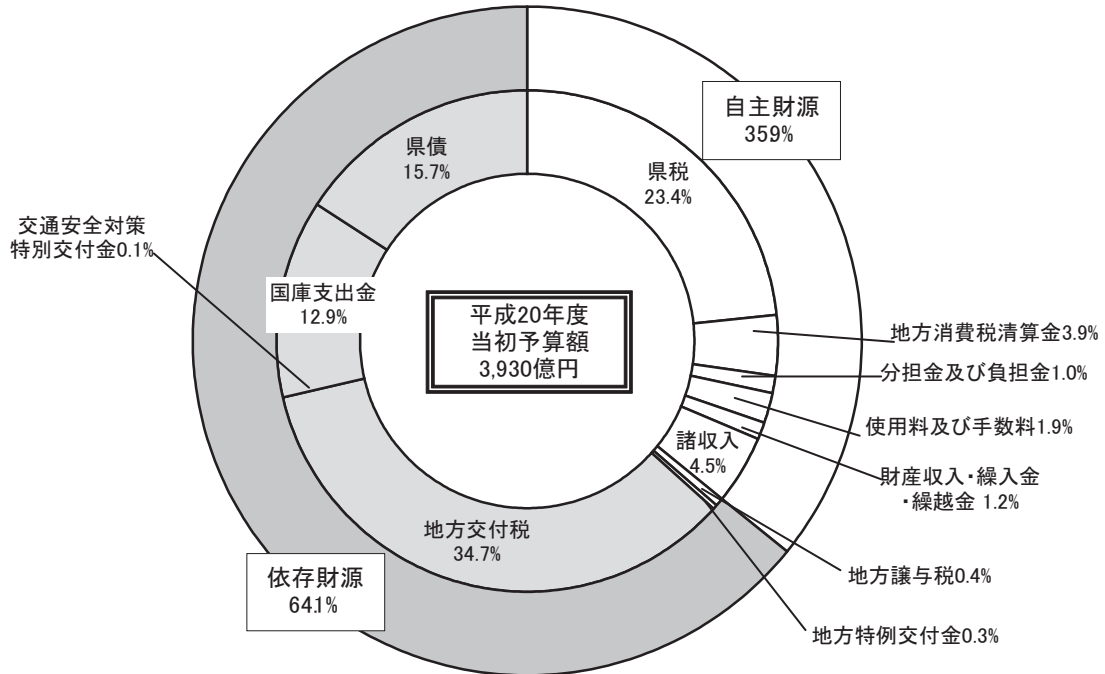 自主財源
359%
県債
15.7%
県税
23.4%
交通安全対策
特別交付金0.1%
国庫支出金
12.9%
平成20年度
当初予算額
3,930億円
地方消費税清算金3.9%
分担金及び負担金1.0%
使用料及び手数料1.9%
諸収入
4.5%
財産収入・繰入金
・繰越金 1.2%
地方交付税
34.7%
依存財源
64.1%
地方譲与税0.4%
地方特例交付金0.3%